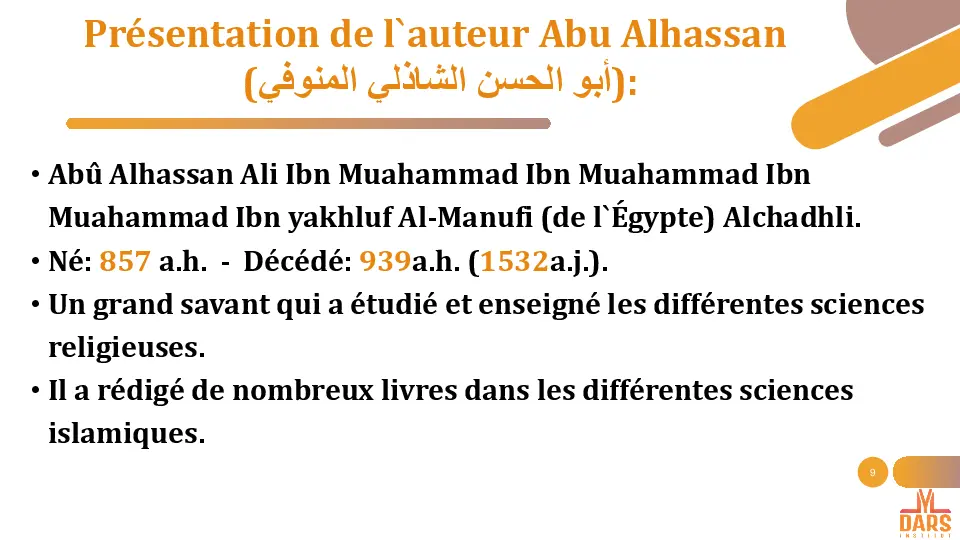 Présentation de l`auteur Abu Alhassan
(أبو الحسن الشاذلي المنوفي):
• Abû Alhassan Ali Ibn Muahammad Ibn Muahammad Ibn
Muahammad Ibn yakhluf Al-Manufi (de l`Égypte) Alchadhli.
• Né: 857 a.h. - Décédé: 939a.h. (1532a.j.).
• Un grand savant qui a étudié et enseigné les différentes sciences
religieuses.
• Il a rédigé de nombreux livres dans les différentes sciences
islamiques.
9
DARS
INSTITUT